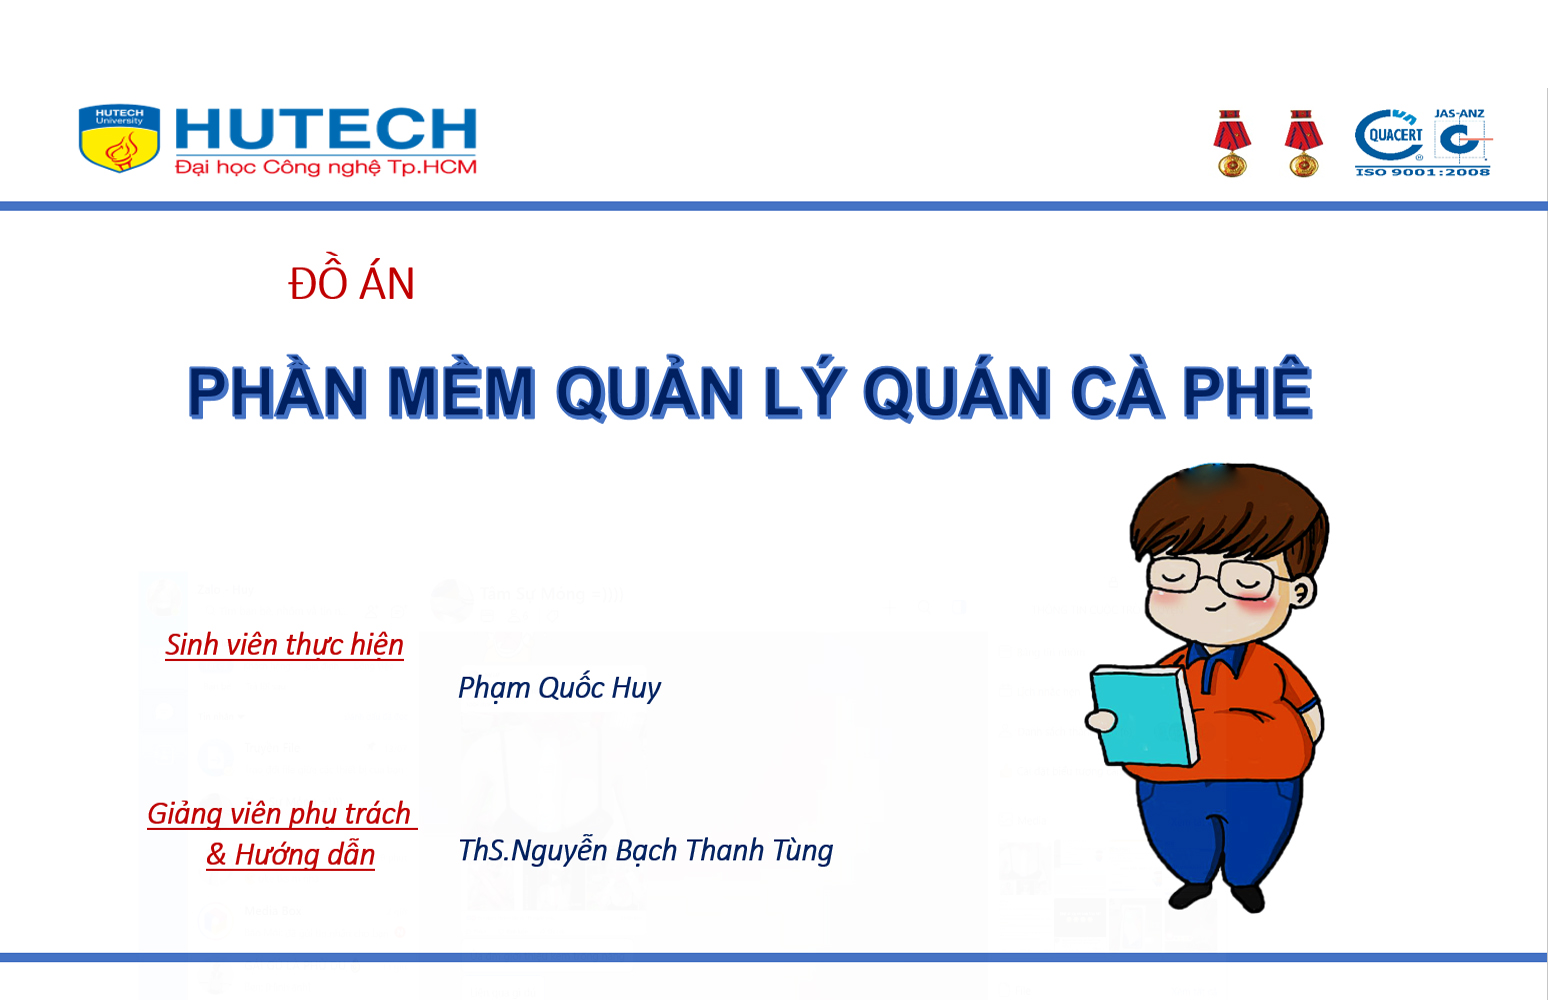 HUTECH
University
HUTECH
Đại học Công nghệ Tp.HCM
QUACERT
®
JAS-ANZ
ISO 9001:2008
ĐỒ ÁN
PHẦN MỀM QUẢN LÝ QUÁN CÀ PHÊ
Sinh viên thực hiện
Phạm Quốc Huy
Giảng viên phụ trách
& Hướng dẫn
ThS.Nguyễn Bạch Thanh Tùng